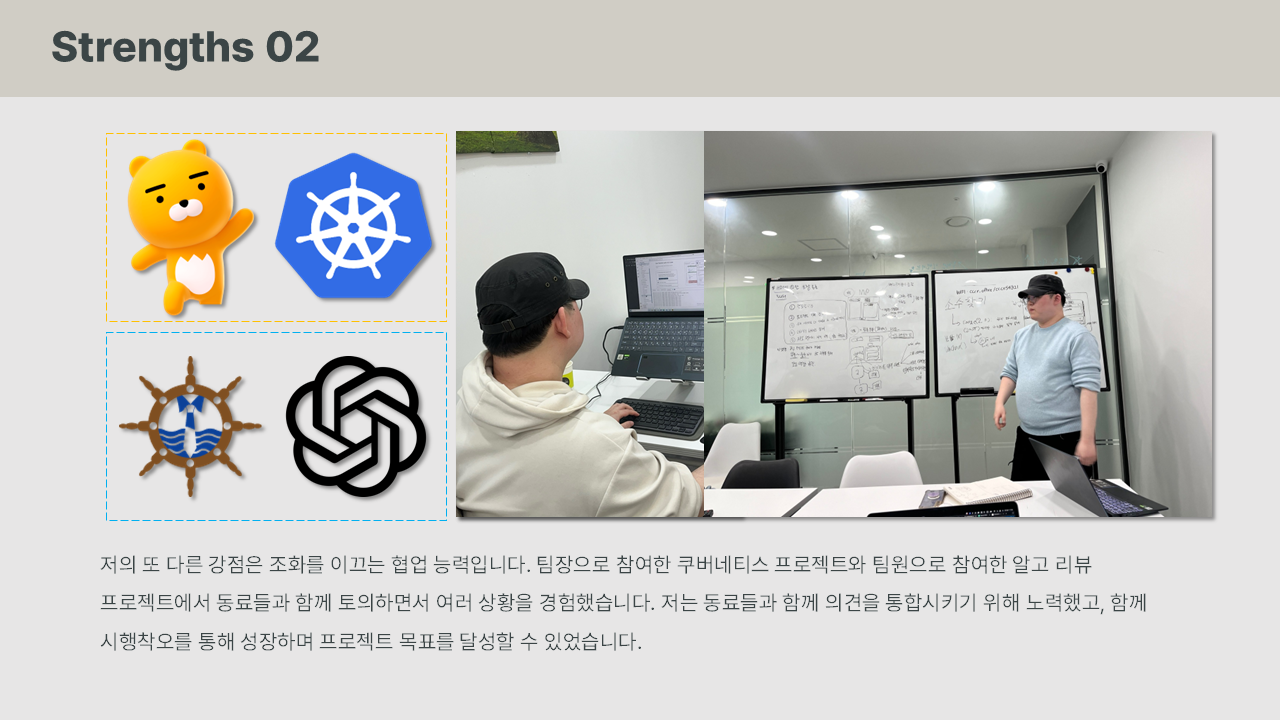 Strengths 02
저의 또 다른 강점은 조화를 이끄는 협업 능력입니다. 팀장으로 참여한 쿠버네티스 프로젝트와 팀원으로 참여한 알고 리뷰
프로젝트에서 동료들과 함께 토의하면서 여러 상황을 경험했습니다. 저는 동료들과 함께 의견을 통합시키기 위해 노력했고, 함께
시행착오를 통해 성장하며 프로젝트 목표를 달성할 수 있었습니다.